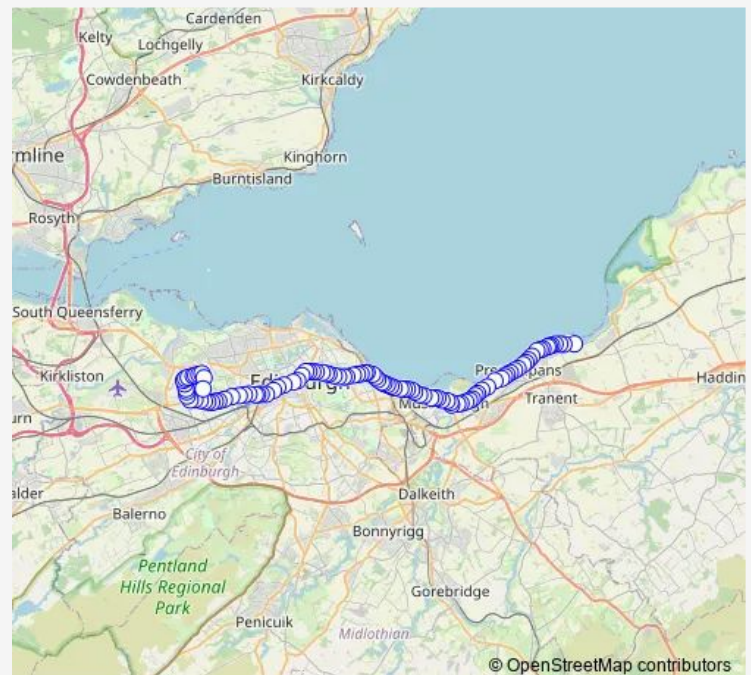 Cardenden
Kelty
Lochgelly
Cowdenbeath
Kirkcaldy
mline
Kinghorn
Burntisland
Rosyth
South Queensferry
Kirkliston
Haddin
Tranent
urn
City of
Edinburgh
alder
Dalkeith
Balerno
Bonnyrigg
Pentland
Hills Regional
Park
Gorebridge
Penicuik
Midlothian
© OpenStreetMap contributors